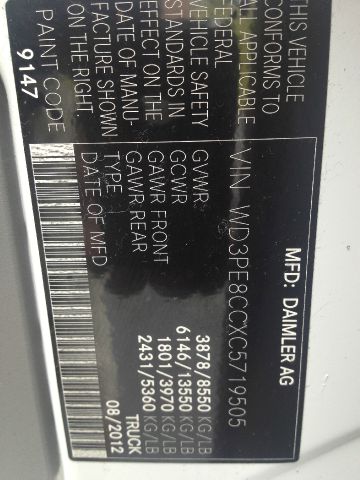 MFD: DAIMLER AG
VIN WD3PE8CCXC5719505
GVWR 3878/8550 KG/LB
GCWR 6146/13550 KG/LB
GAWR FRONT 1801/3970 KG/LB
GAWR REAR 2431/5360 KG/LB
TYPE TRUCK
DATE OF MFD 08/2012
THIS VEHICLE
CONFORMS TO
ALL APPLICABLE
FEDERAL
VEHICLE SAFETY
EFFECT ON THE
DATE OF MANU-
FACTURE SHOWN
ON THE RIGHT
PAINT CODE
9147